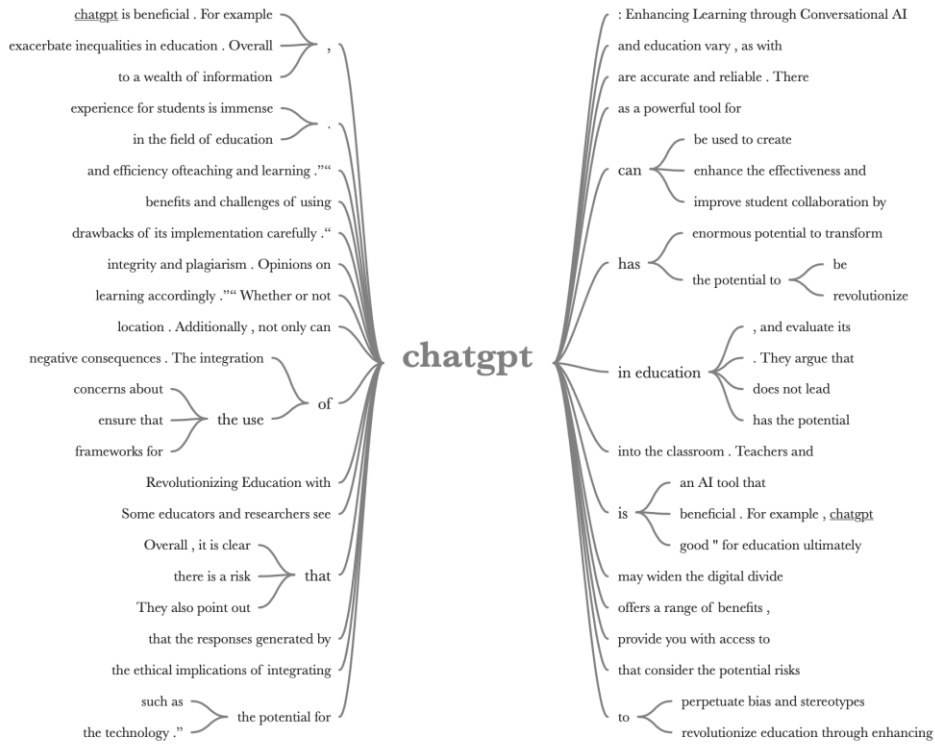 chatgpt is beneficial . For example
exacerbate inequalities in education . Overall
to a wealth of information
,
experience for students is immense
in the field of education
.
and efficiency ofteaching and learning .”“
benefits and challenges of using
drawbacks of its implementation carefully .“
integrity and plagiarism . Opinions on
learning accordingly .”“ Whether or not
location . Additionally , not only can
negative consequences . The integration
concerns about
ensure that
frameworks for
the use
of
Revolutionizing Education with
Some educators and researchers see
Overall , it is clear
there is a risk
They also point out
that
that the responses generated by
the ethical implications of integrating
such as
the technology .”
the potential for
chatgpt
: Enhancing Learning through Conversational AI
and education vary , as with
are accurate and reliable . There
as a powerful tool for
can
be used to create
enhance the effectiveness and
improve student collaboration by
has
enormous potential to transform
the potential to
be
revolutionize
in education
, and evaluate its
. They argue that
does not lead
has the potential
into the classroom . Teachers and
is
an AI tool that
beneficial . For example , chatgpt
good " for education ultimately
may widen the digital divide
offers a range of benefits ,
provide you with access to
that consider the potential risks
to
perpetuate bias and stereotypes
revolutionize education through enhancing